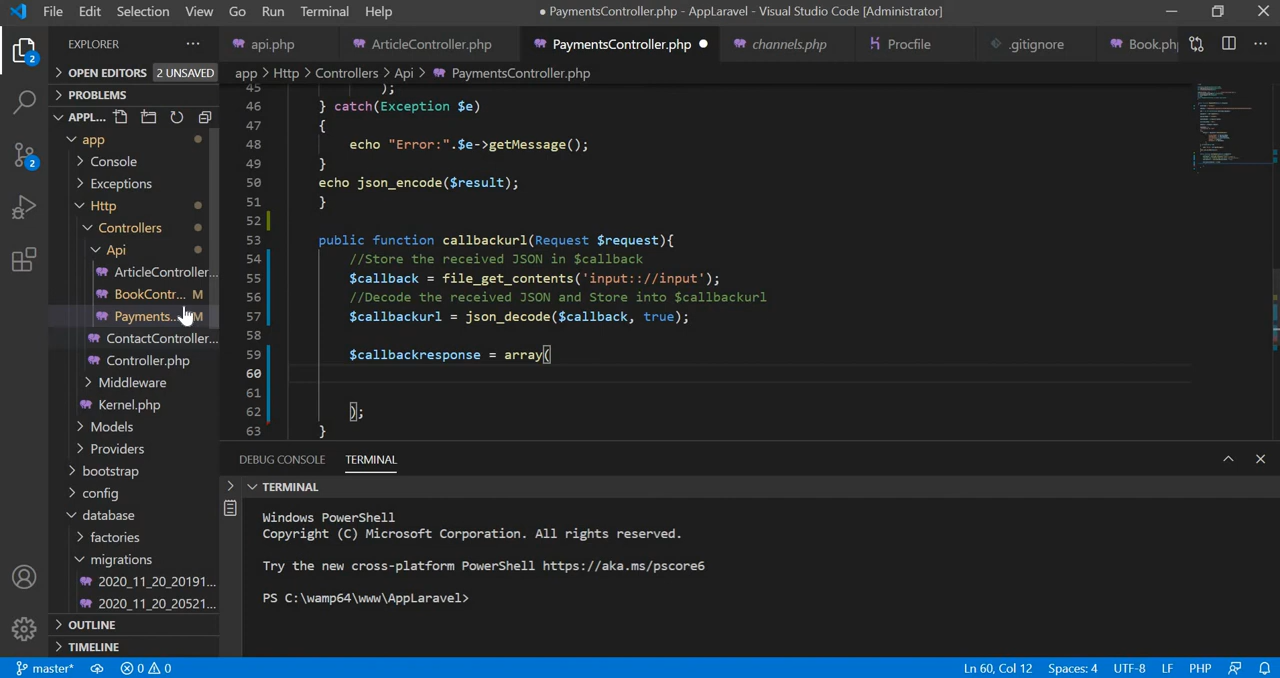 File Edit Selection View Go Run Terminal Help ● PaymentsController.php - AppLaravel - Visual Studio Code [Administrator]
EXPLORER ··· api.php ArticleController.php PaymentsController.php ● channels.php Procfile .gitignore Book.ph ···
2
OPEN EDITORS 2 UNSAVED
app > Http > Controllers > Api > PaymentsController.php
PROBLEMS
APPL...
app
Console
Exceptions
Http
Controllers
Api
ArticleController...
BookContr... M
Payments... M
ContactController...
Controller.php
Middleware
Kernel.php
Models
Providers
bootstrap
config
database
factories
migrations
2020_11_20_20191...
2020_11_20_20521...
OUTLINE
TIMELINE
2
45 );
46 } catch(Exception $e)
47 {
48 echo "Error:".$e->getMessage();
49 }
50 echo json_encode($result);
51 }
52
53 public function callbackurl(Request $request){
54 //Store the received JSON in $callback
55 $callback = file_get_contents('input:://input');
56 //Decode the received JSON and Store into $callbackurl
57 $callbackurl = json_decode($callback, true);
58
59 $callbackresponse = array(
60
61
62 );
63 }
DEBUG CONSOLE TERMINAL
TERMINAL
Windows PowerShell
Copyright (C) Microsoft Corporation. All rights reserved.
Try the new cross-platform PowerShell https://aka.ms/pscore6
PS C:\wamp64\www\AppLaravel>
master* 0 0 Ln 60, Col 12 Spaces: 4 UTF-8 LF PHP